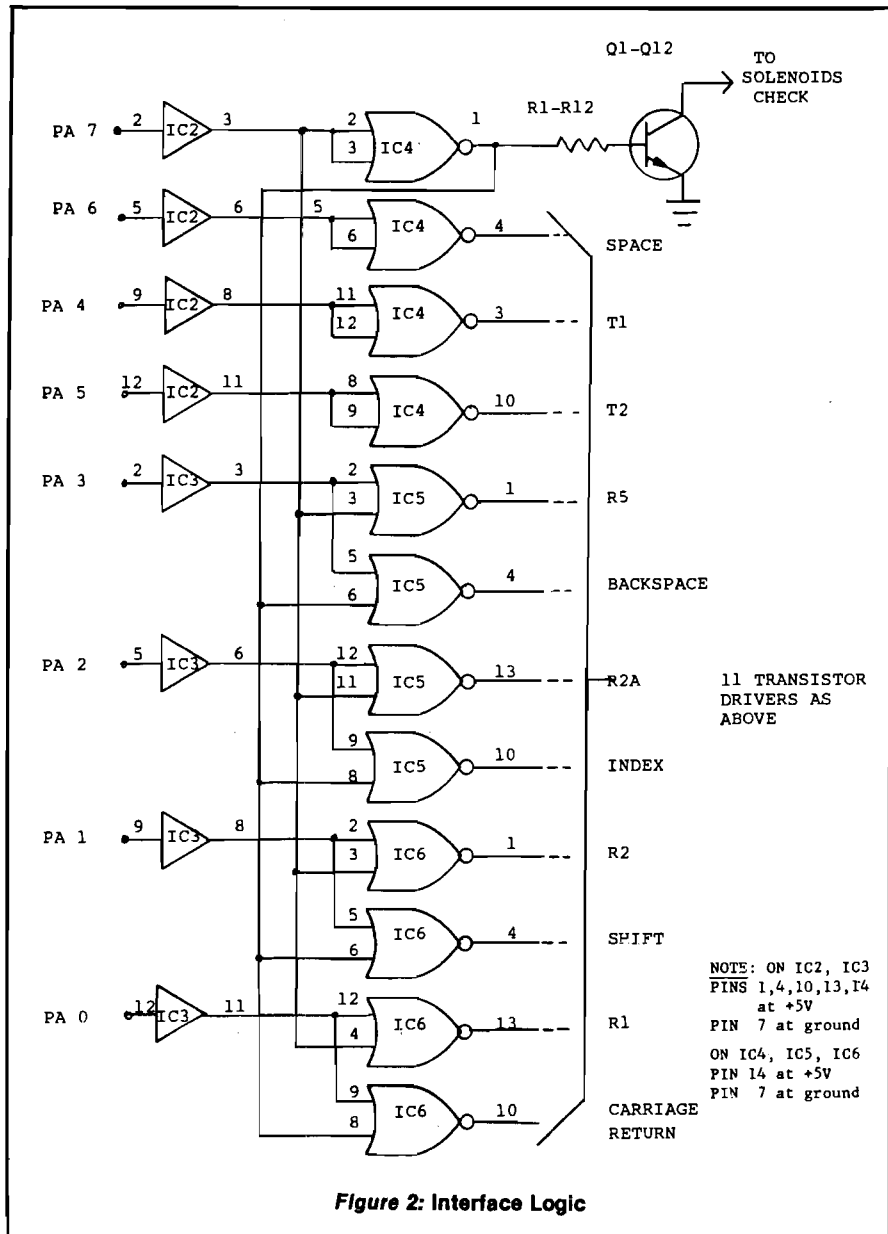 Q1-Q12
TO
SOLENOIDS
CHECK
R1-R12
PA 7
2
IC2
3
2
3
IC4
1
PA 6
5
IC2
6
5
6
IC4
4
SPACE
PA 4
9
IC2
8
11
12
IC4
3
T1
PA 5
12
IC2
11
8
9
IC4
10
T2
PA 3
2
IC3
3
2
3
IC5
1
R5
5
6
IC5
4
BACKSPACE
PA 2
5
IC3
6
12
11
IC5
13
R2A
11 TRANSISTOR
DRIVERS AS
ABOVE
9
8
IC5
10
INDEX
PA 1
9
IC3
8
2
3
IC6
1
R2
5
6
IC6
4
SHIFT
PA 0
12
IC3
11
12
4
IC6
13
R1
9
8
IC6
10
CARRIAGE
RETURN
NOTE: ON IC2, IC3
PINS 1,4,10,13,14
at +5V
PIN 7 at ground
ON IC4, IC5, IC6
PIN 14 at +5V
PIN 7 at ground
Figure 2: Interface Logic